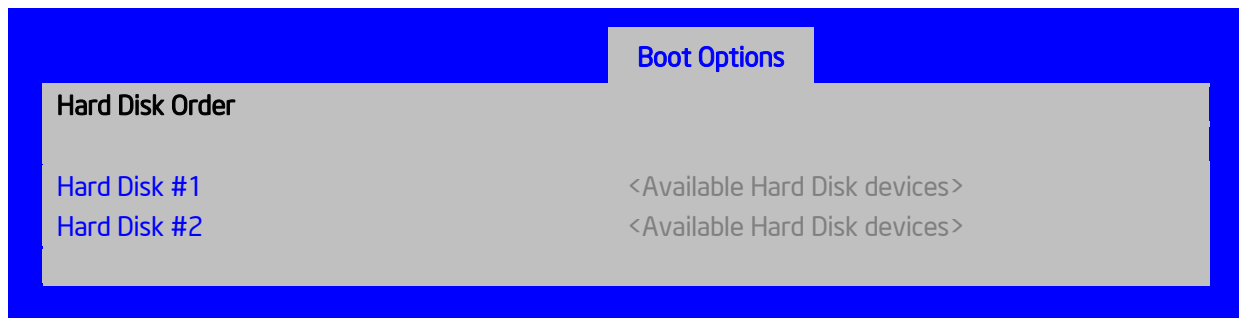 Boot Options
Hard Disk Order
Hard Disk #1 <Available Hard Disk devices>
Hard Disk #2 <Available Hard Disk devices>